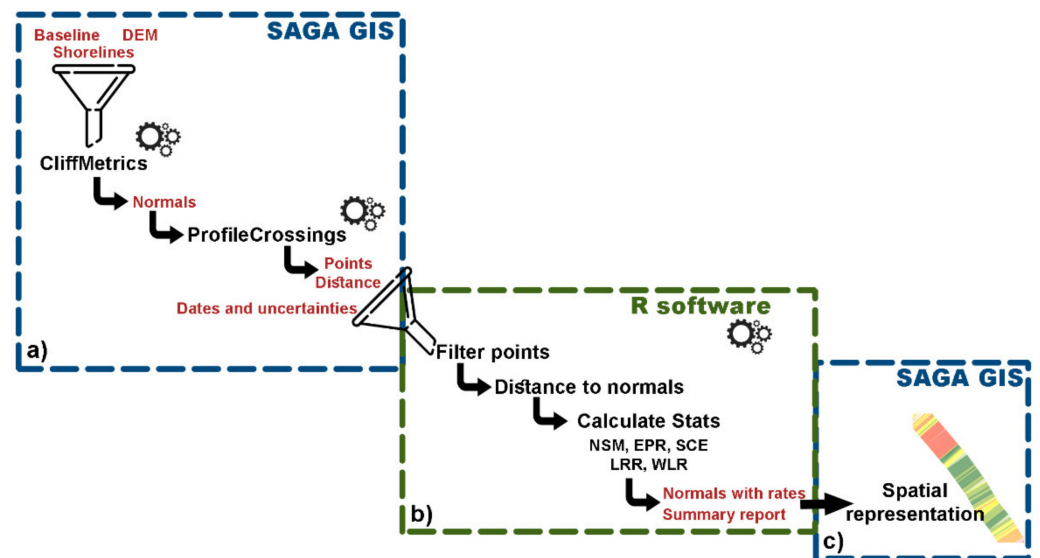 SAGA GIS
Baseline DEM
Shorelines
CliffMetrics
Normals
ProfileCrossings
Points
Distance
Dates and uncertainties
a)
R software
Filter points
Distance to normals
Calculate Stats
NSM, EPR, SCE
LRR, WLR
Normals with rates
Summary report
b)
SAGA GIS
Spatial
representation
c)